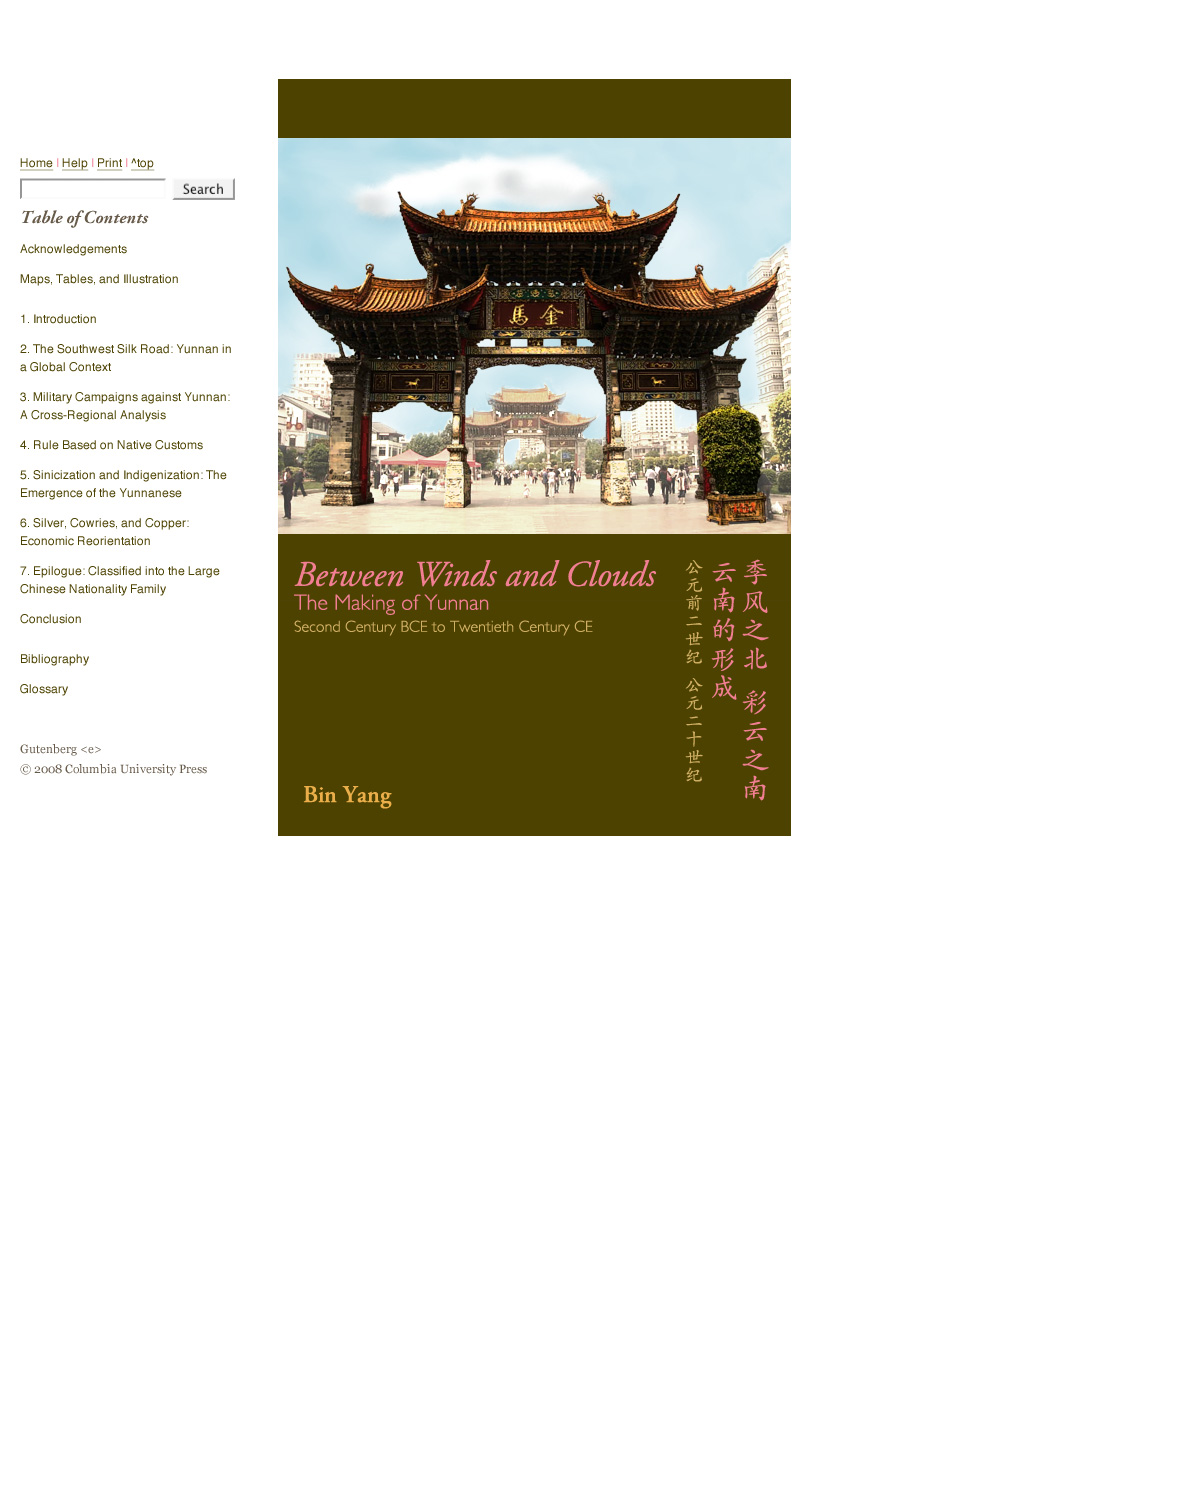 Home | Help | Print | ^top
Search
Table of Contents
Acknowledgements
Maps, Tables, and Illustration
1. Introduction
2. The Southwest Silk Road: Yunnan in
a Global Context
3. Military Campaigns against Yunnan:
A Cross-Regional Analysis
4. Rule Based on Native Customs
5. Sinicization and Indigenization: The
Emergence of the Yunnanese
6. Silver, Cowries, and Copper:
Economic Reorientation
7. Epilogue: Classified into the Large
Chinese Nationality Family
Conclusion
Bibliography
Glossary
Gutenberg <e>
© 2008 Columbia University Press
馬金
Between Winds and Clouds
The Making of Yunnan
Second Century BCE to Twentieth Century CE
季风之北 彩云之南
云南的形成
公元前二世纪 公元二十世纪
Bin Yang